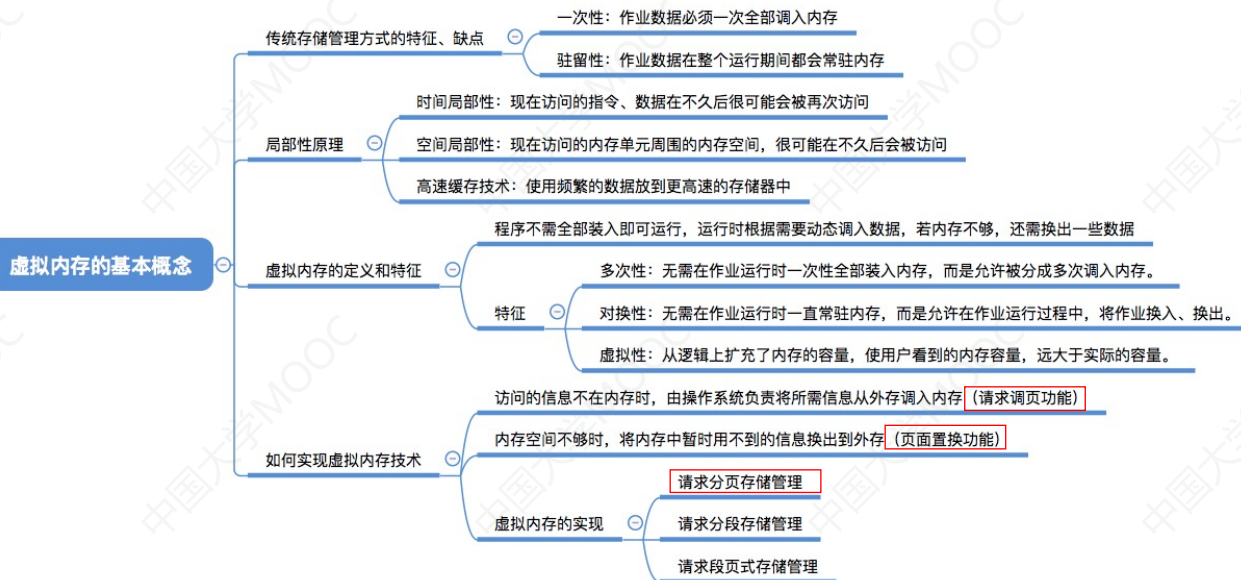 传统存储管理方式的特征、缺点
一次性：作业数据必须一次全部调入内存
驻留性：作业数据在整个运行期间都会常驻内存
局部性原理
时间局部性：现在访问的指令、数据在不久后很可能会被再次访问
空间局部性：现在访问的内存单元周围的内存空间，很可能在不久后会被访问
高速缓存技术：使用频繁的数据放到更高速的存储器中
虚拟内存的基本概念
虚拟内存的定义和特征
程序不需全部装入即可运行，运行时根据需要动态调入数据，若内存不够，还需换出一些数据
特征
多次性：无需在作业运行时一次性全部装入内存，而是允许被分成多次调入内存。
对换性：无需在作业运行时一直常驻内存，而是允许在作业运行过程中，将作业换入、换出。
虚拟性：从逻辑上扩充了内存的容量，使用户看到的内存容量，远大于实际的容量。
如何实现虚拟内存技术
访问的信息不在内存时，由操作系统负责将所需信息从外存调入内存（请求调页功能）
内存空间不够时，将内存中暂时用不到的信息换出到外存（页面置换功能）
虚拟内存的实现
请求分页存储管理
请求分段存储管理
请求段页式存储管理
中国大学MOOC